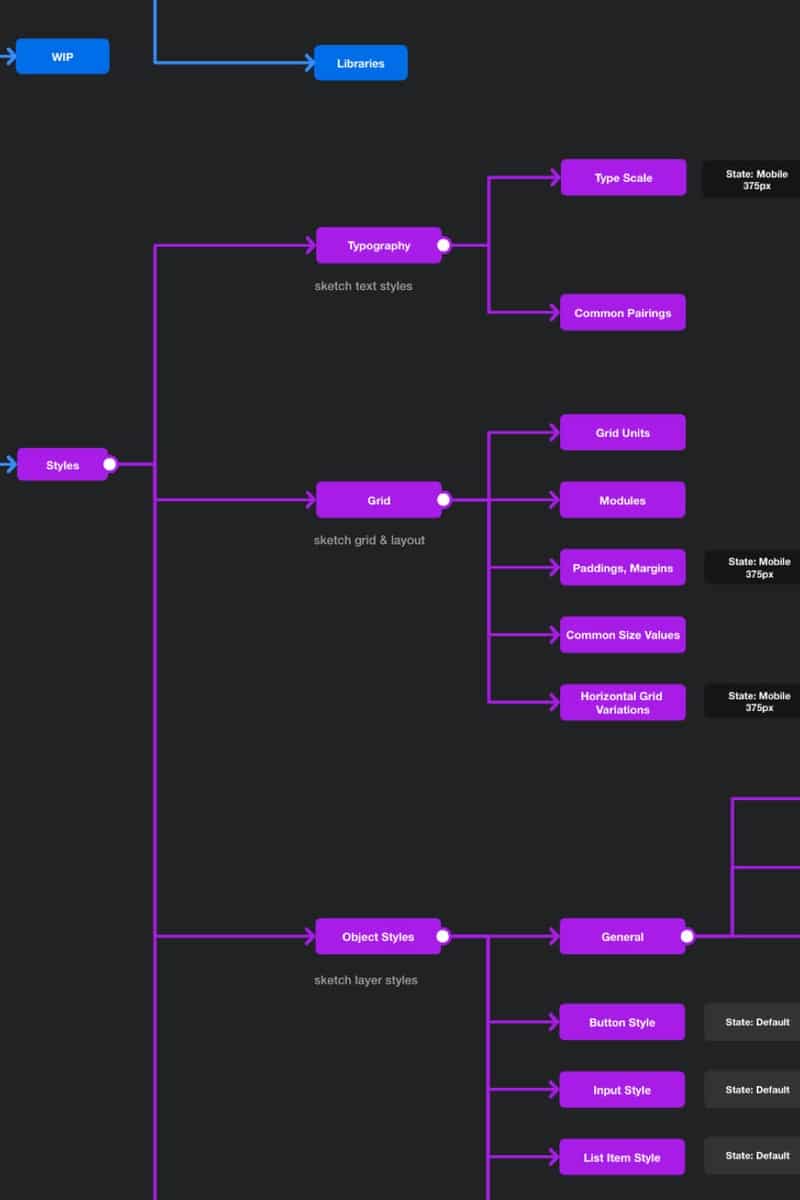 WIP
Libraries
Type Scale
State: Mobile
375px
Typography
sketch text styles
Common Pairings
Grid Units
Styles
Grid
Modules
sketch grid & layout
Paddings, Margins
State: Mobile
375px
Common Size Values
Horizontal Grid
Variations
State: Mobile
375px
Object Styles
General
sketch layer styles
Button Style
State: Default
Input Style
State: Default
List Item Style
State: Default